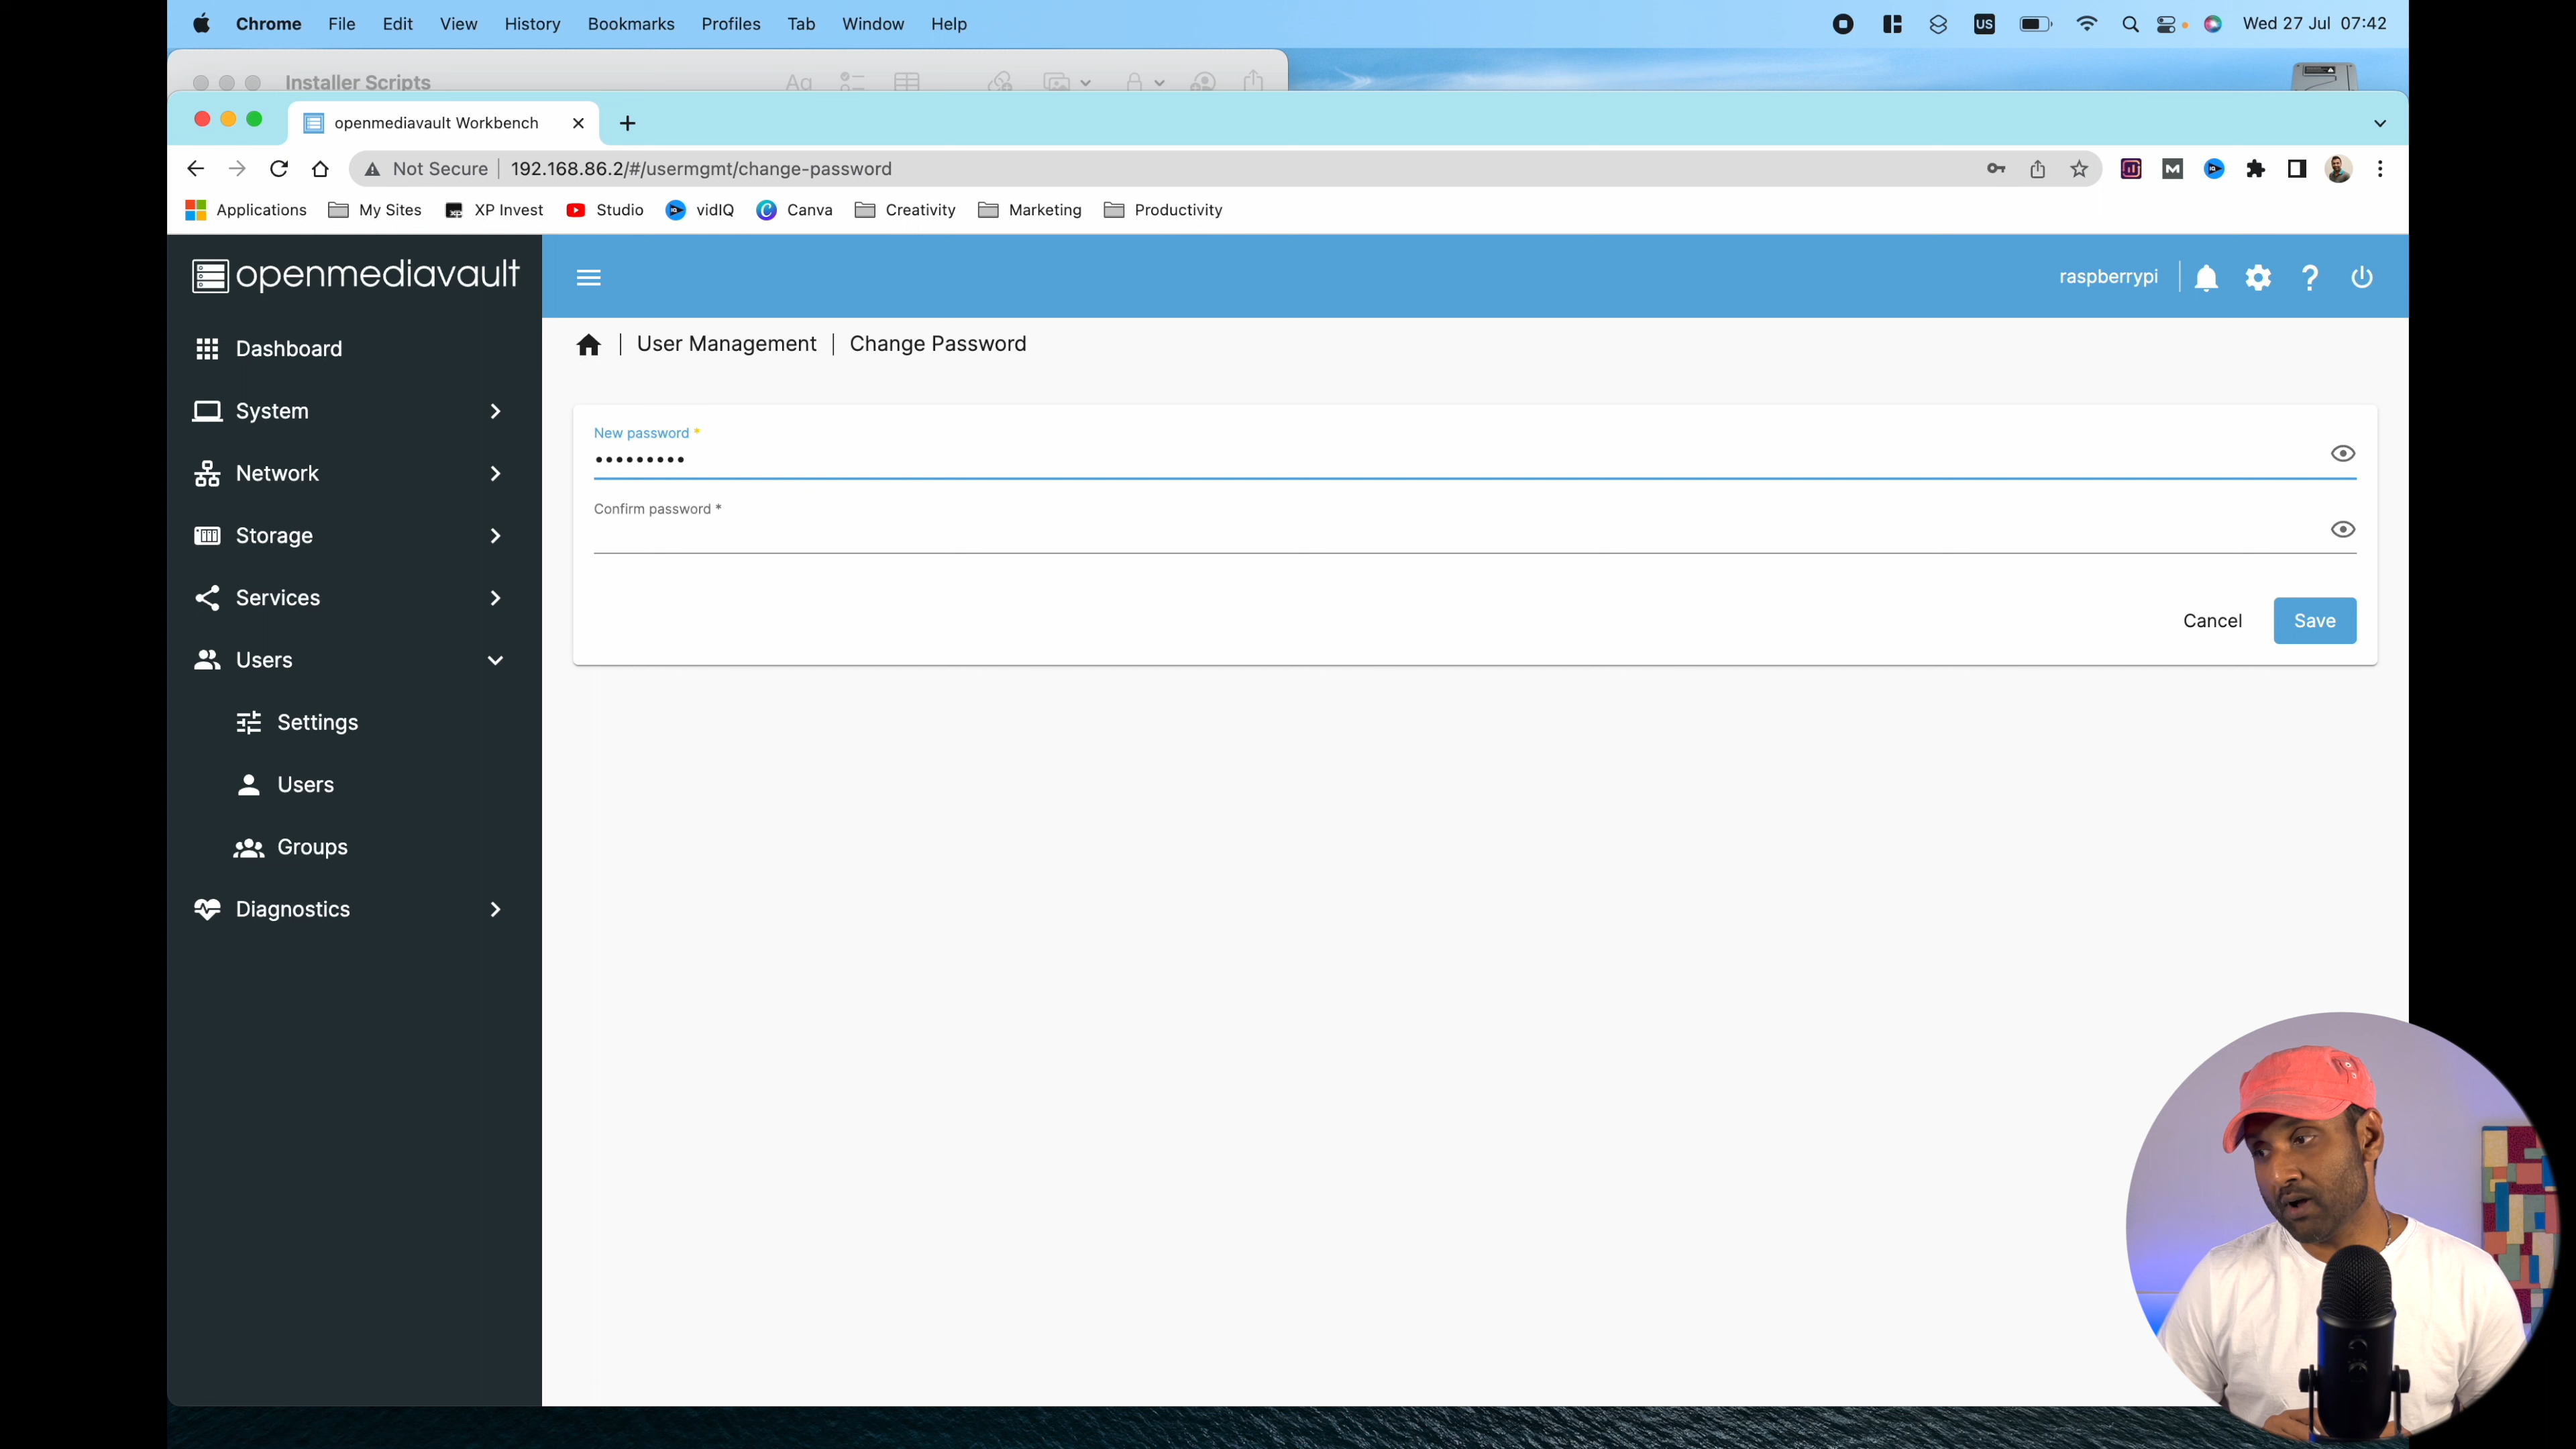 Chrome File Edit View History Bookmarks Profiles Tab Window Help US Wed 27 Jul 07:42
Installer Scripts Aa
openmediavault Workbench
Not Secure 192.168.86.2/#/usermgmt/change-password
Applications My Sites XP Invest Studio vidIQ Canva Creativity Marketing Productivity
openmediavault
raspberrypi
Dashboard
System
Network
Storage
Services
Users
Settings
Users
Groups
Diagnostics
User Management | Change Password
New password *
•••••••••
Confirm password *
Cancel Save